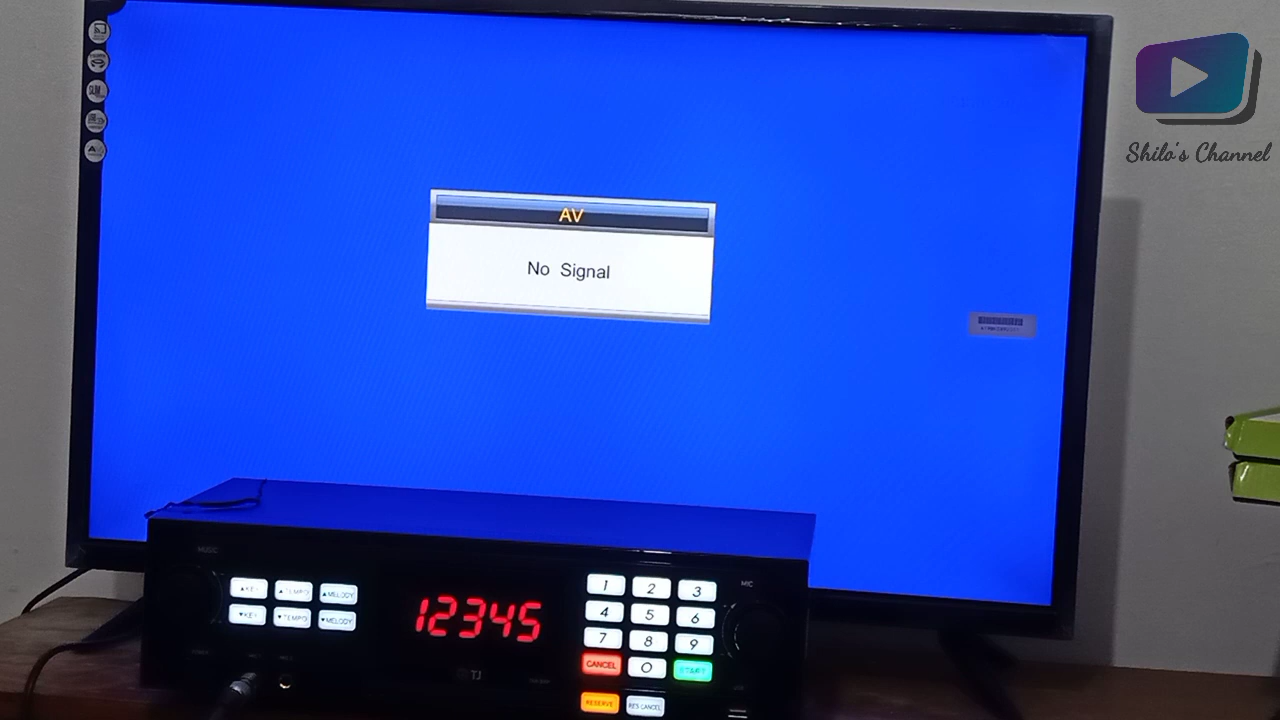 Shilo's Channel
AV
No Signal
MUSIC
MIC
▲KEY ▲TEMPO ▲MELODY
▼KEY ▼TEMPO ▼MELODY
12345
1 2 3
4 5 6
7 8 9
CANCEL 0 START
RESERVE RES CANCEL
TJ